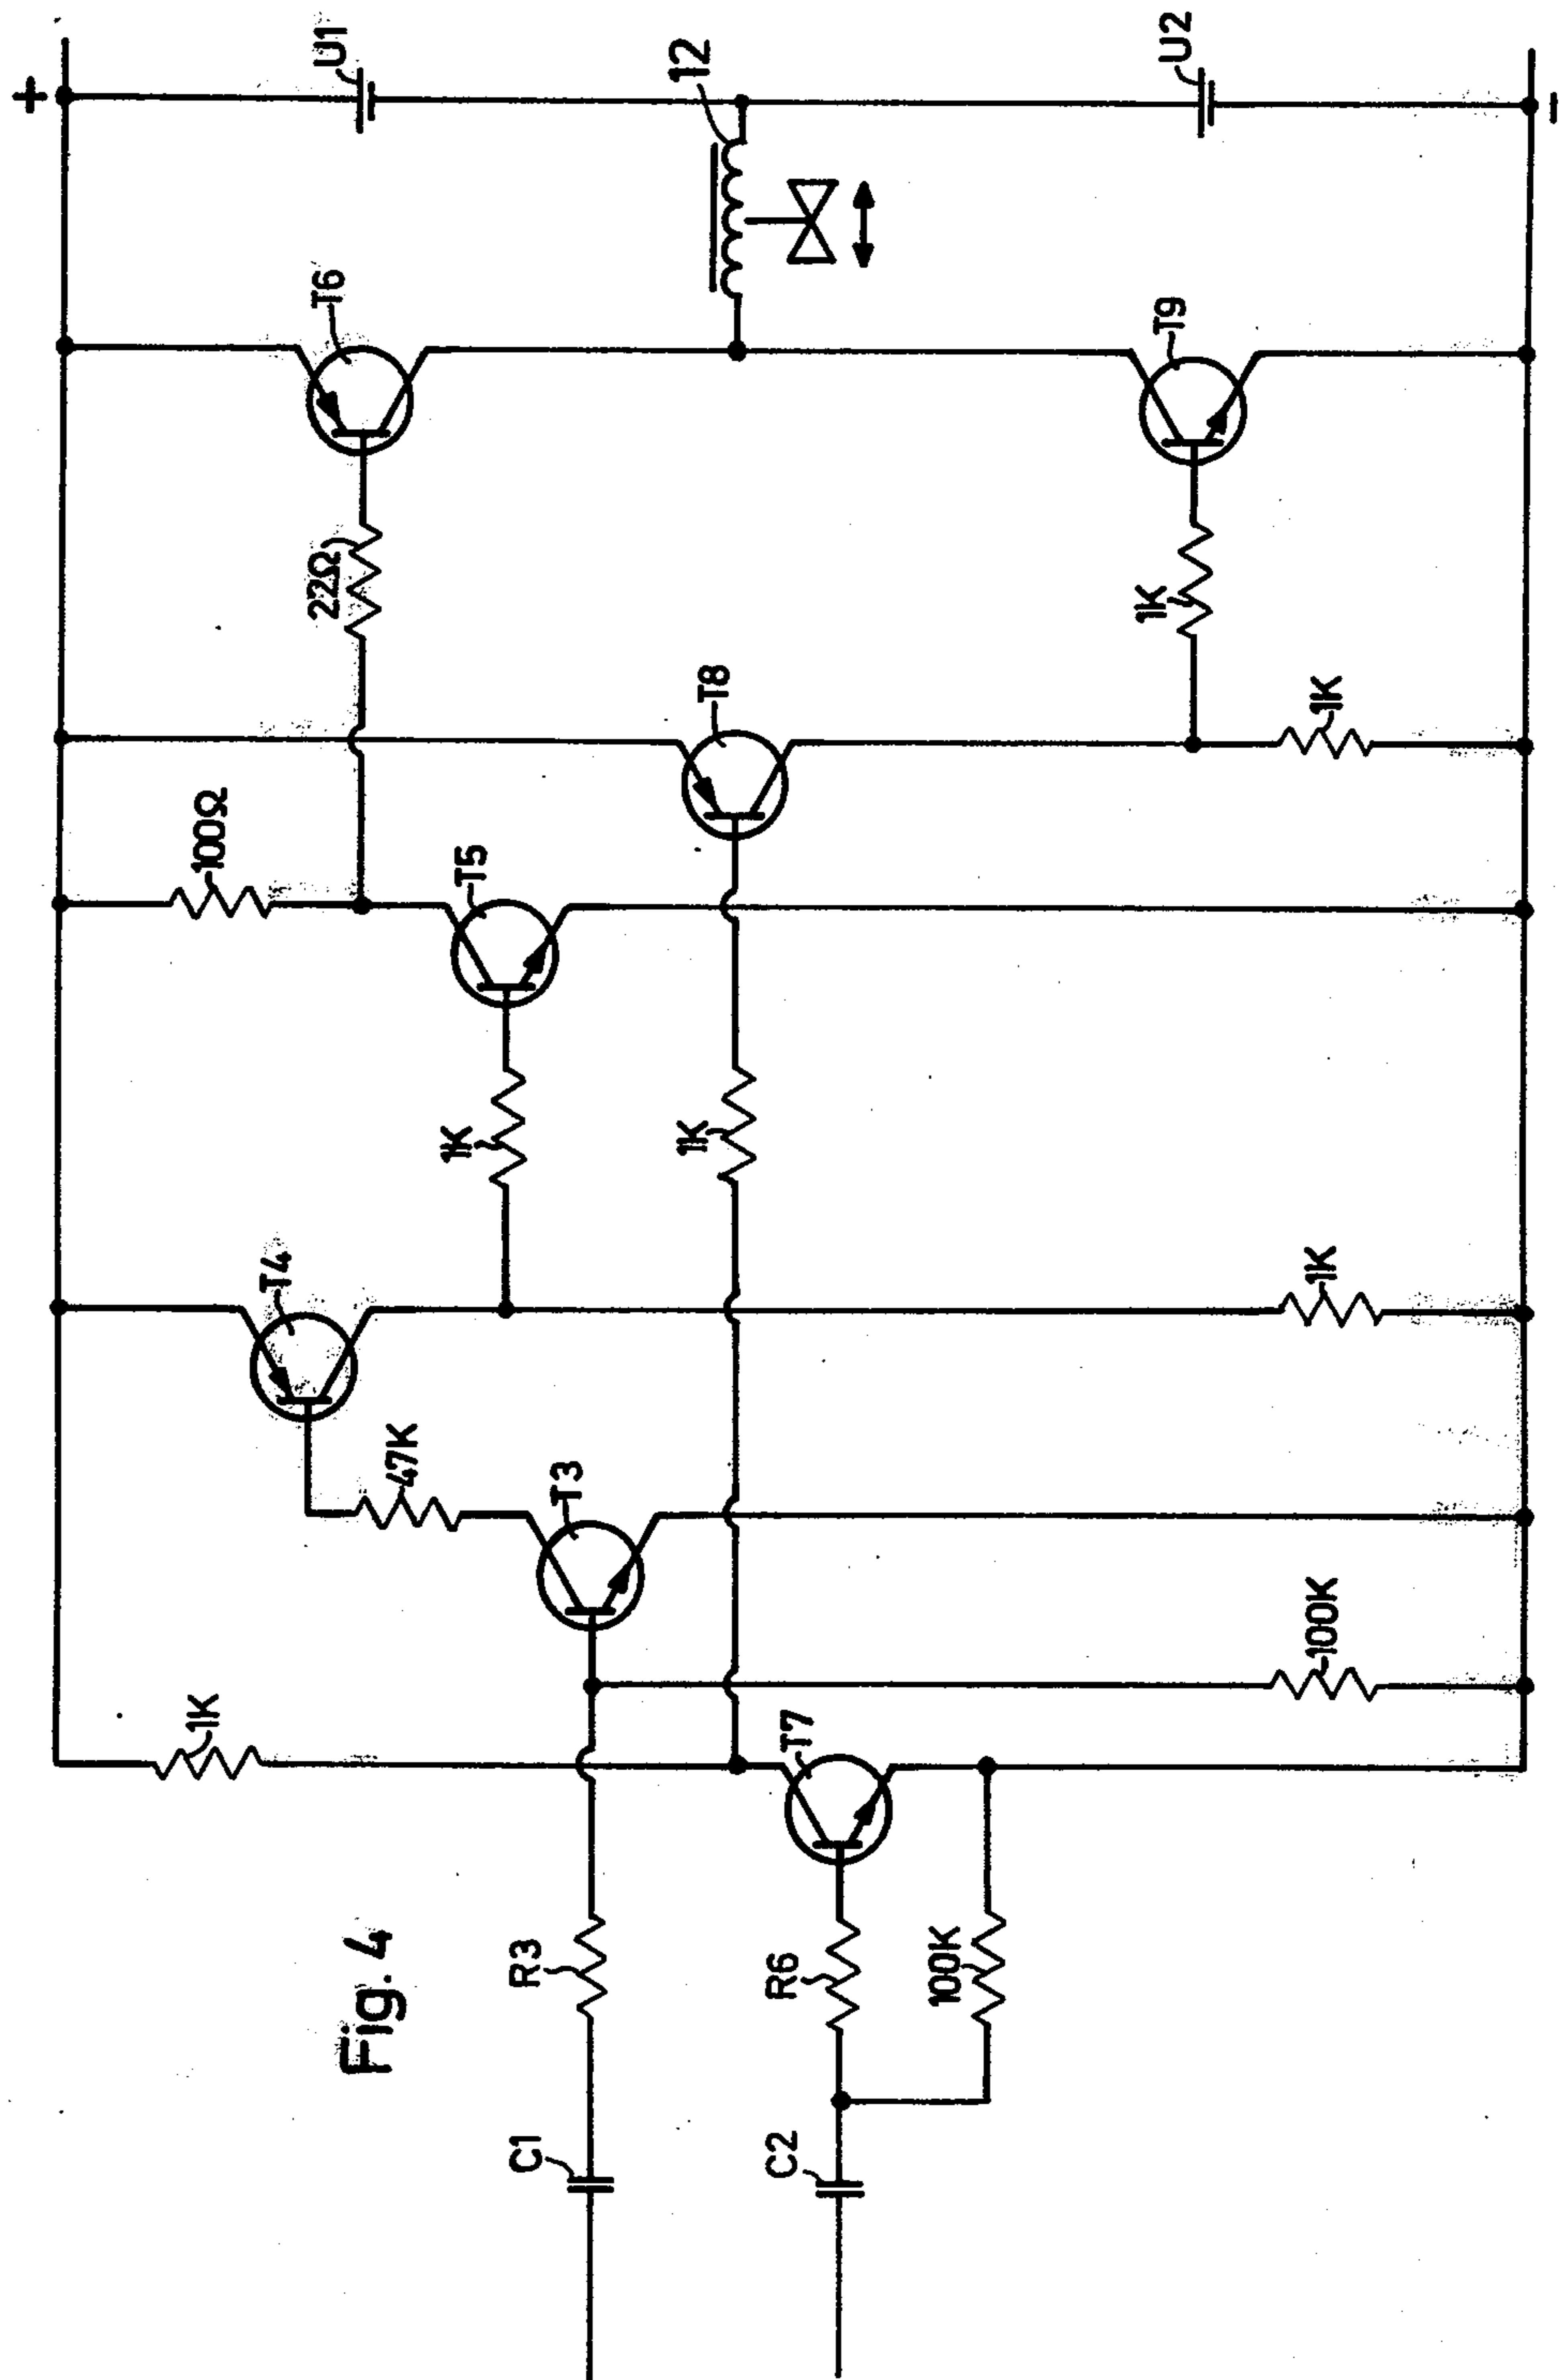 +
U1
12
U2
-
T6
T9
22Ω
1K
T8
1K
100Ω
T5
1K
1K
T4
1K
47K
T3
100K
1K
T7
R3
R6
100K
Fig. 4
C1
C2